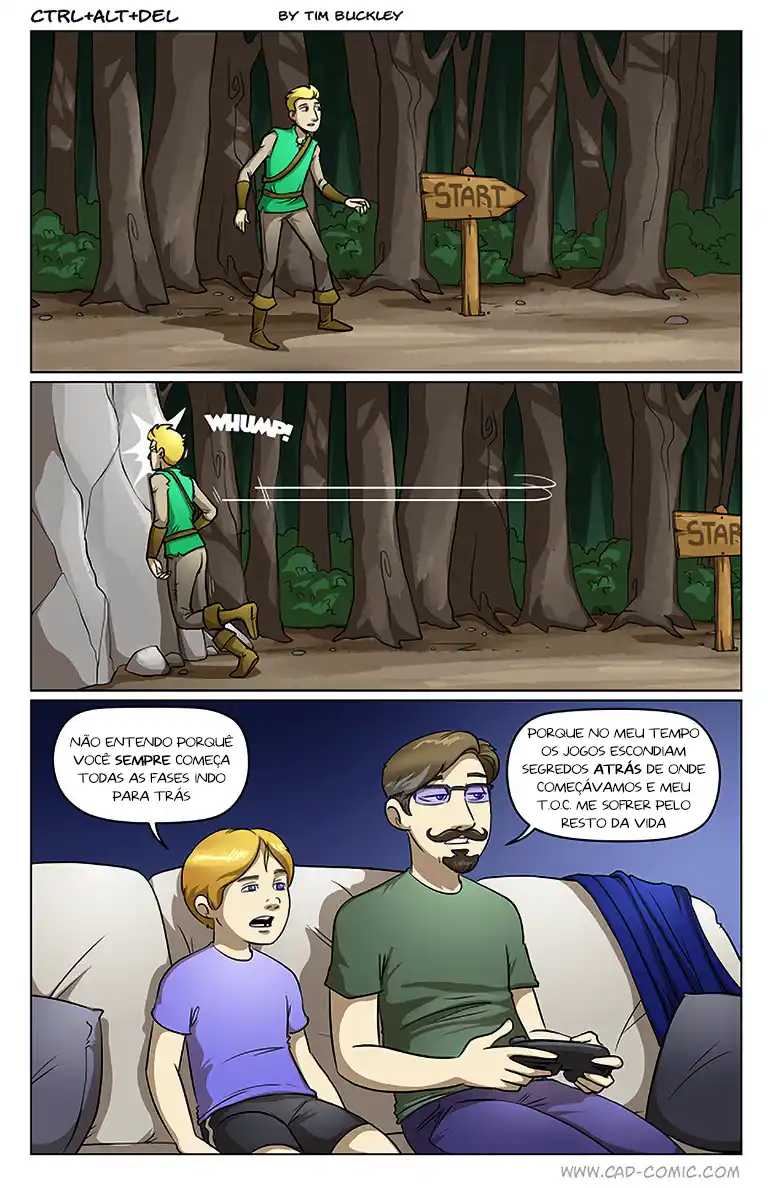 CTRL+ALT+DEL BY TIM BUCKLEY
START
WHUMP!
STAR
NÃO ENTENDO PORQUÊ
VOCÊ SEMPRE COMEÇA
TODAS AS FASES INDO
PARA TRÁS
PORQUE NO MEU TEMPO
OS JOGOS ESCONDIAM
SEGREDOS ATRÁS DE ONDE
COMEÇÁVAMOS E MEU
T.O.C. ME SOFRER PELO
RESTO DA VIDA
WWW.CAD-COMIC.COM